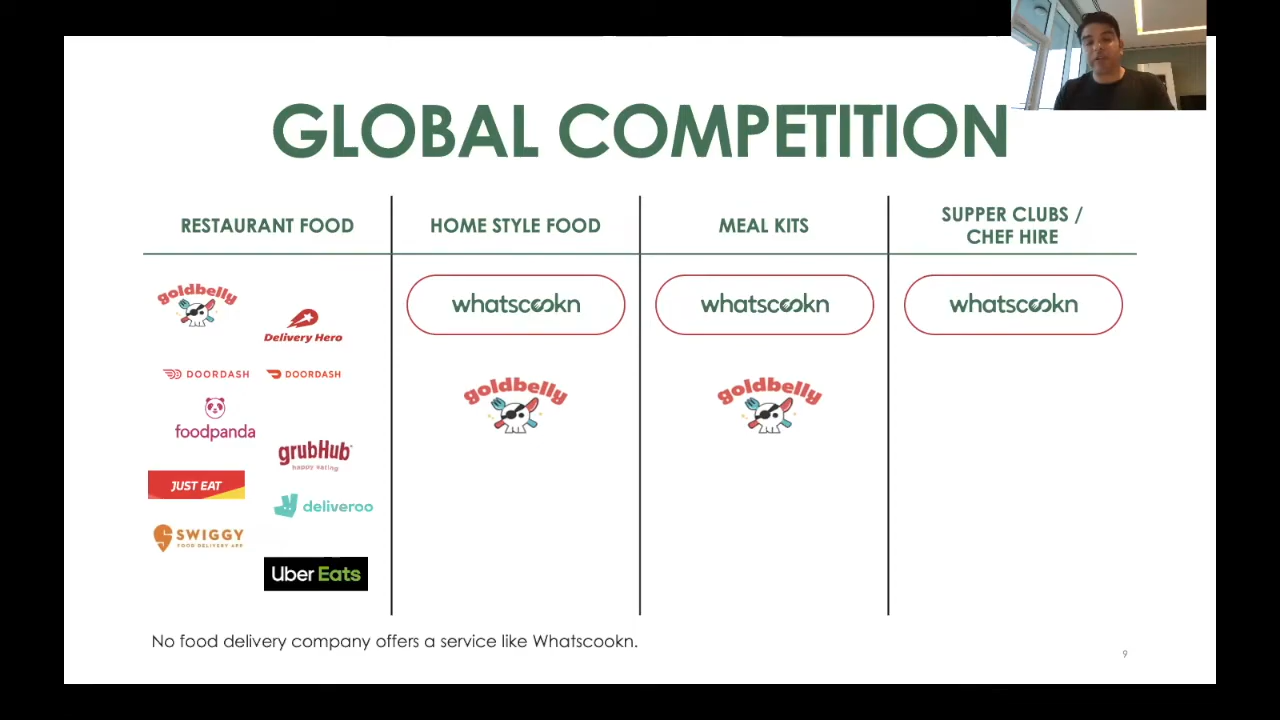 GLOBAL COMPETITION
RESTAURANT FOOD
HOME STYLE FOOD
MEAL KITS
SUPPER CLUBS /
CHEF HIRE
goldbelly
Delivery Hero
DOORDASH
DOORDASH
foodpanda
grubHub
happy eating
JUST EAT
deliveroo
SWIGGY
FOOD DELIVERY APP
Uber Eats
whatscookn
goldbelly
whatscookn
goldbelly
whatscookn
No food delivery company offers a service like Whatscookn.
9